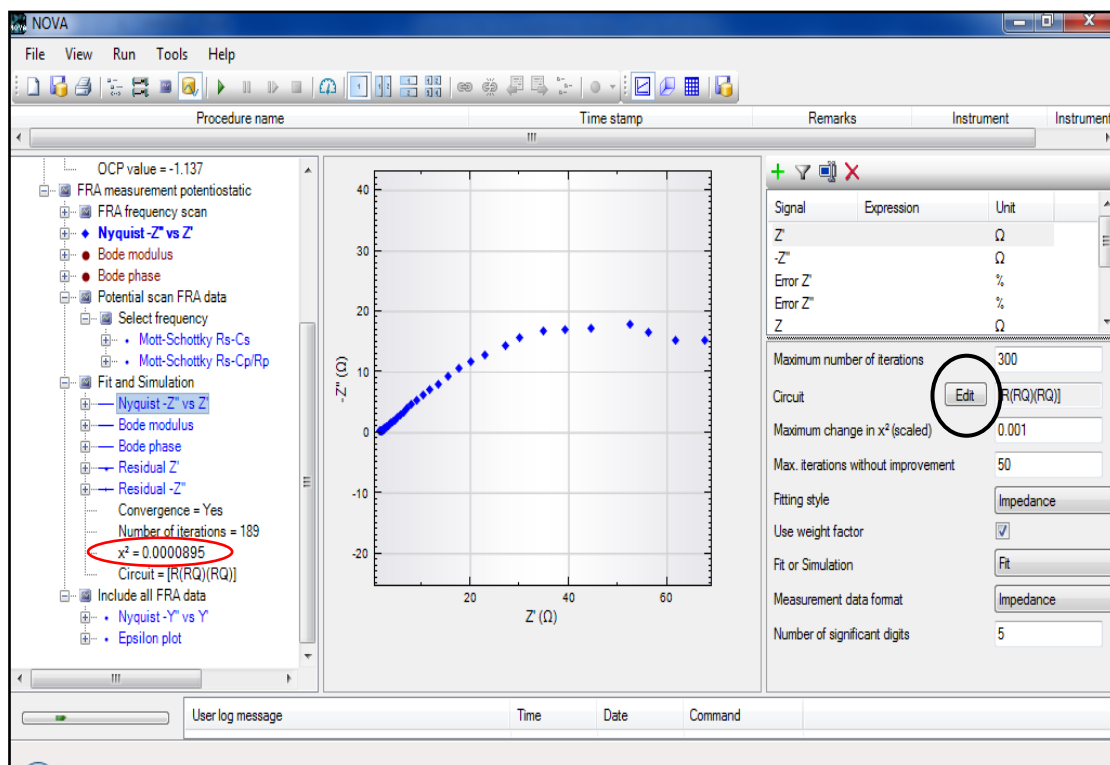 NOVA
File View Run Tools Help
Procedure name Time stamp Remarks Instrument Instrument
OCP value = -1.137
FRA measurement potentiostatic
FRA frequency scan
Nyquist -Z'' vs Z'
Bode modulus
Bode phase
Potential scan FRA data
Select frequency
Mott-Schottky Rs-Cs
Mott-Schottky Rs-Cp/Rp
Fit and Simulation
Nyquist -Z'' vs Z'
Bode modulus
Bode phase
Residual Z'
Residual -Z''
Convergence = Yes
Number of iterations = 189
x² = 0.0000895
Circuit = [R(RQ)(RQ)]
Include all FRA data
Nyquist -Y'' vs Y'
Epsilon plot
40
30
20
10
0
-10
-20
-Z'' (Ω)
20 40 60
Z' (Ω)
Signal Expression Unit
Z' Ω
-Z'' Ω
Error Z' %
Error Z'' %
Z Ω
Maximum number of iterations 300
Circuit Edit [R(RQ)(RQ)]
Maximum change in x² (scaled) 0.001
Max. iterations without improvement 50
Fitting style Impedance
Use weight factor
Fit or Simulation Fit
Measurement data format Impedance
Number of significant digits 5
User log message Time Date Command